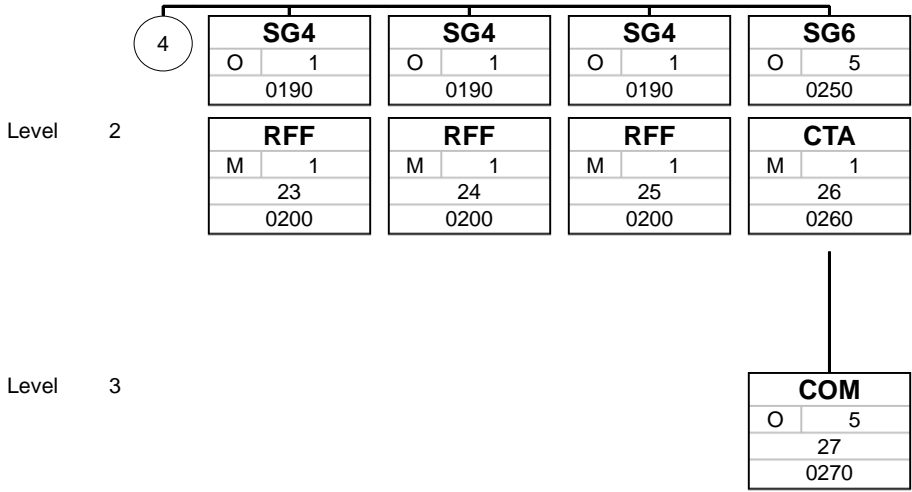 4
SG4 SG4 SG4 SG6
O 1 O 1 O 1 O 5
0190 0190 0190 0250
Level 2
RFF RFF RFF CTA
M 1 M 1 M 1 M 1
23 24 25 26
0200 0200 0200 0260
Level 3
COM
O 5
27
0270